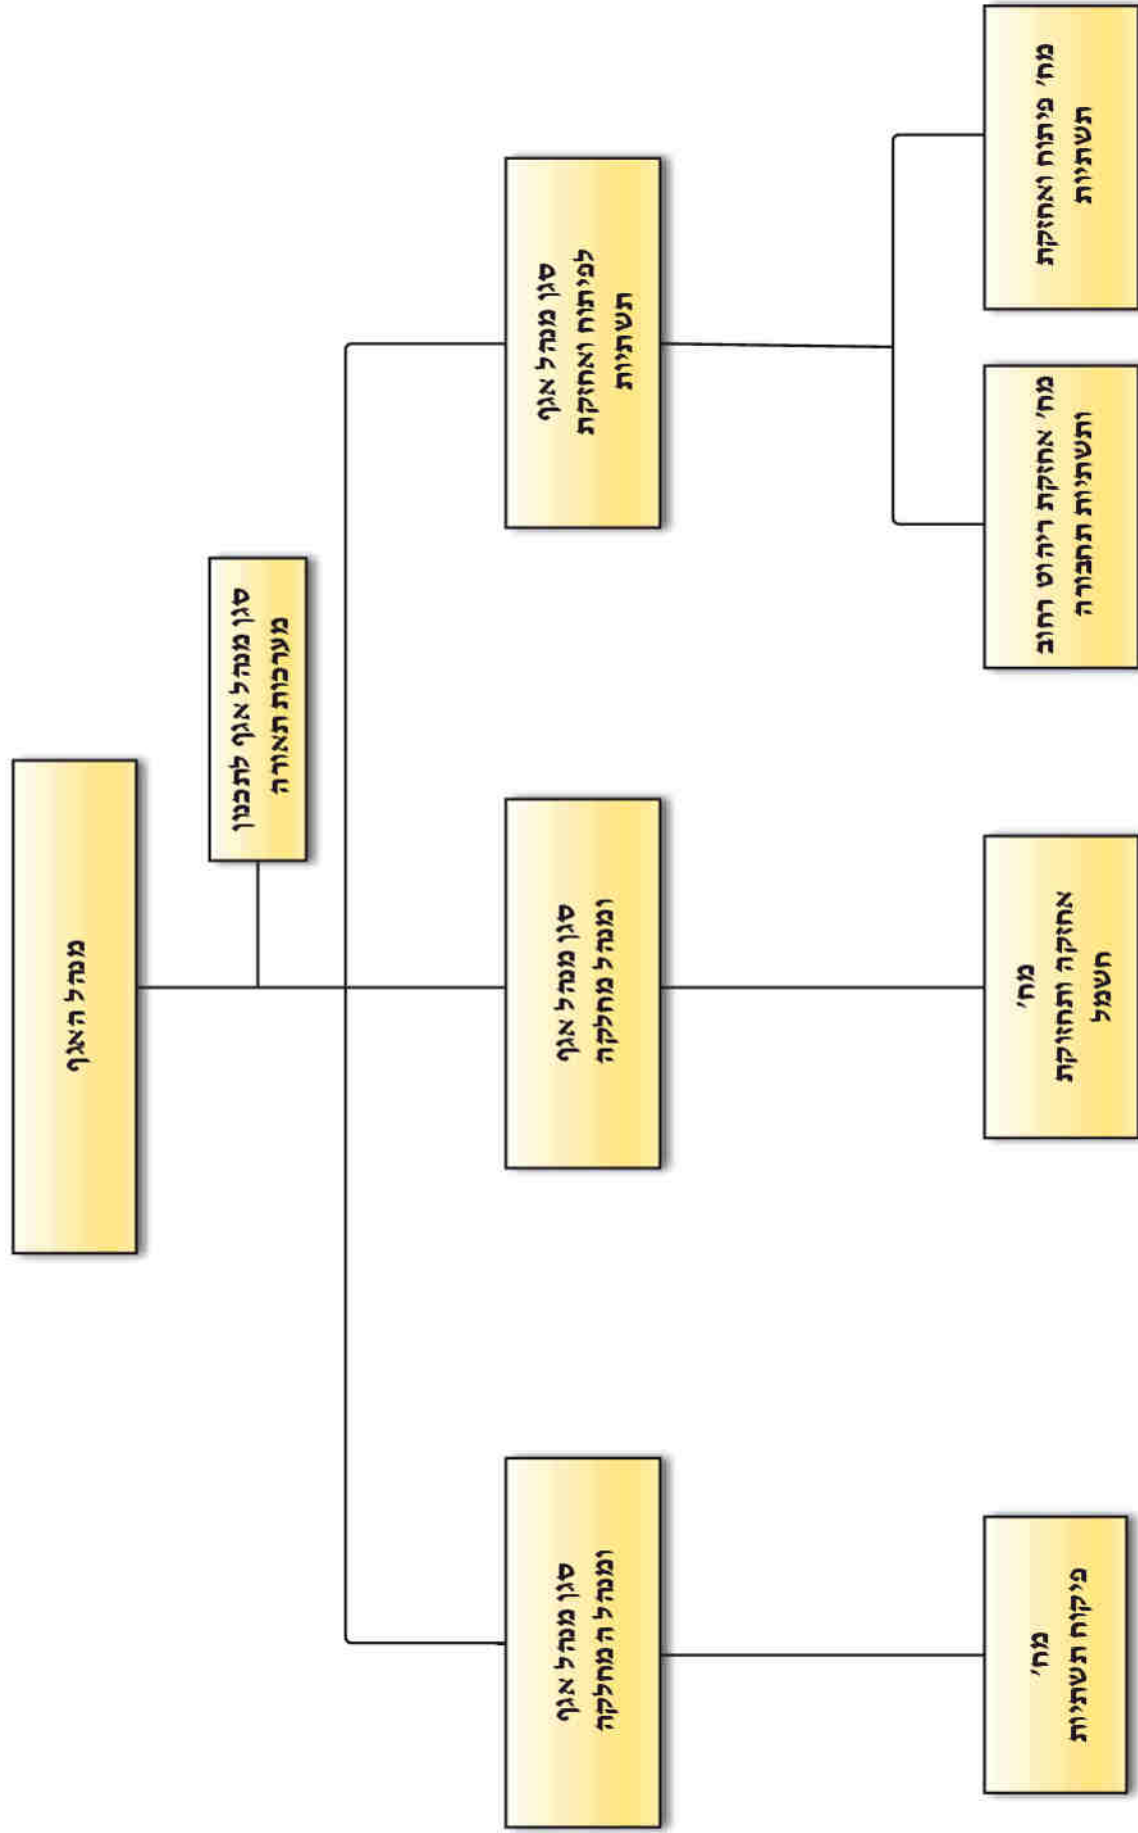 מנהל האגף
סגן מנהל אגף לתכנון
מערכות תאורה
סגן מנהל אגף
לפיתוח ואחזקת
תשתיות
סגן מנהל אגף
ומנהל מחלקה
סגן מנהל אגף
ומנהל המחלקה
מח' פיתוח ואחזקת
תשתיות
מח' אחזקת ריהוט רחוב
ותשתיות תחבורה
מח'
אחזקה ותחזוקת
חשמל
מח'
פיקוח תשתיות